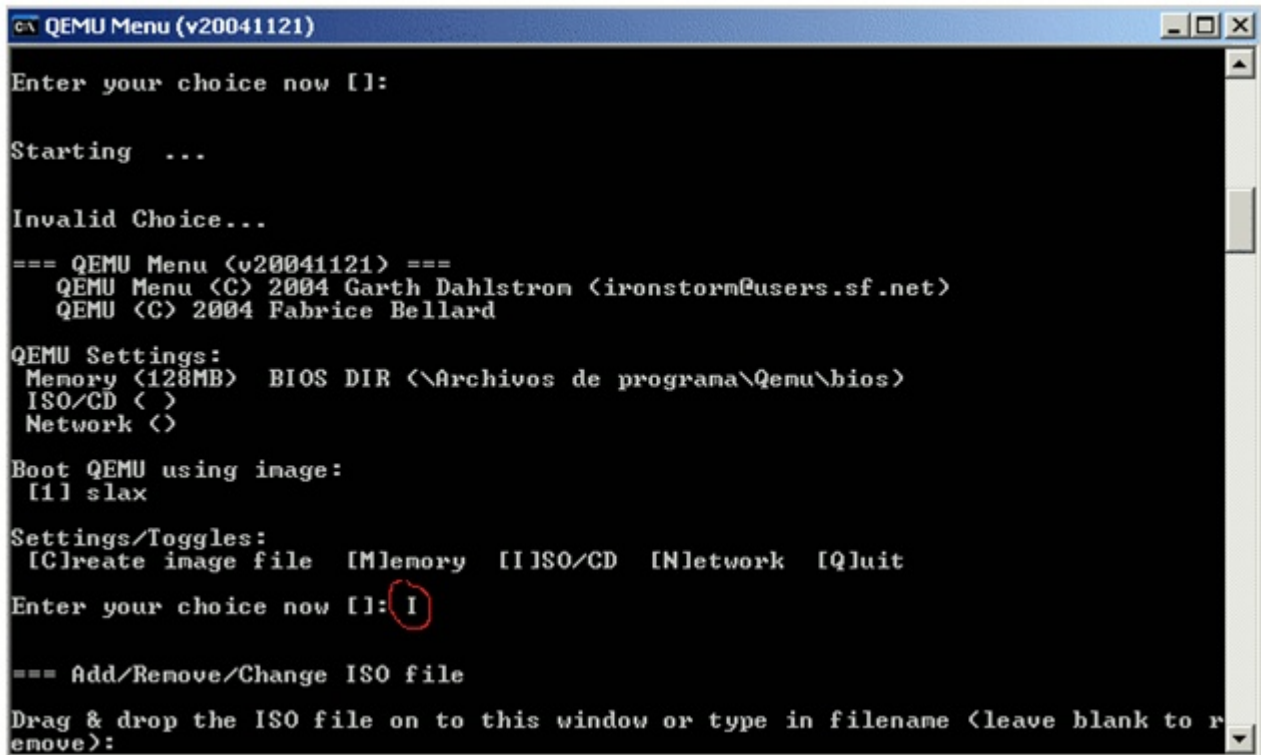 QEMU Menu (v20041121)
Enter your choice now []:
Starting  ...
Invalid Choice...
=== QEMU Menu (v20041121) ===
QEMU Menu (C) 2004 Garth Dahlstrom (ironstorm@users.sf.net)
QEMU (C) 2004 Fabrice Bellard
QEMU Settings:
Memory (128MB)  BIOS DIR (\Archivos de programa\Qemu\bios)
ISO/CD ( )
Network ()
Boot QEMU using image:
[1] slax
Settings/Toggles:
[C]reate image file  [M]emory  [I]SO/CD  [N]etwork  [Q]uit
Enter your choice now []: I
=== Add/Remove/Change ISO file
Drag & drop the ISO file on to this window or type in filename (leave blank to r
emove):